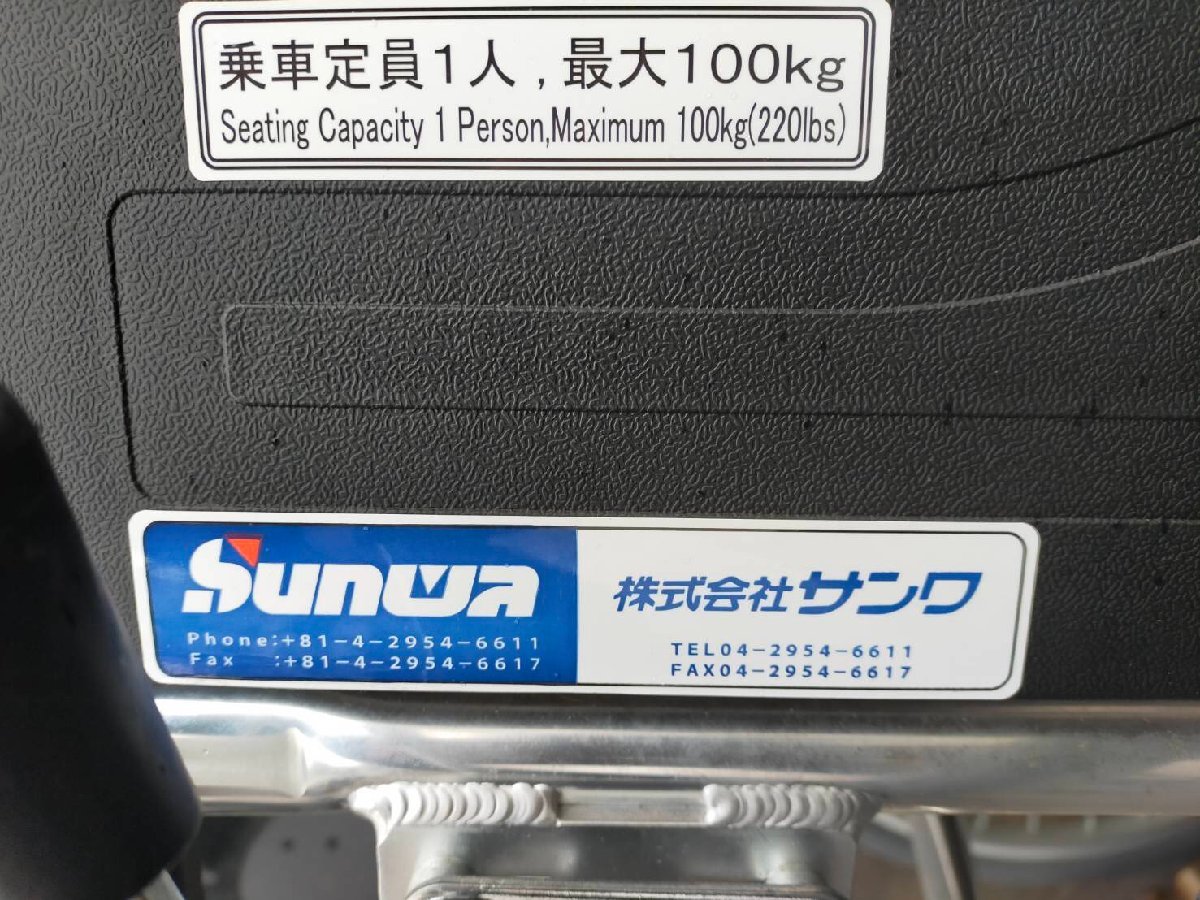 乗車定員1人,最大100kg
Seating Capacity 1 Person,Maximum 100kg(220lbs)
Sunwa
Phone:+81-4-2954-6611
Fax :+81-4-2954-6617
株式会社サンワ
TEL04-2954-6611
FAX04-2954-6617